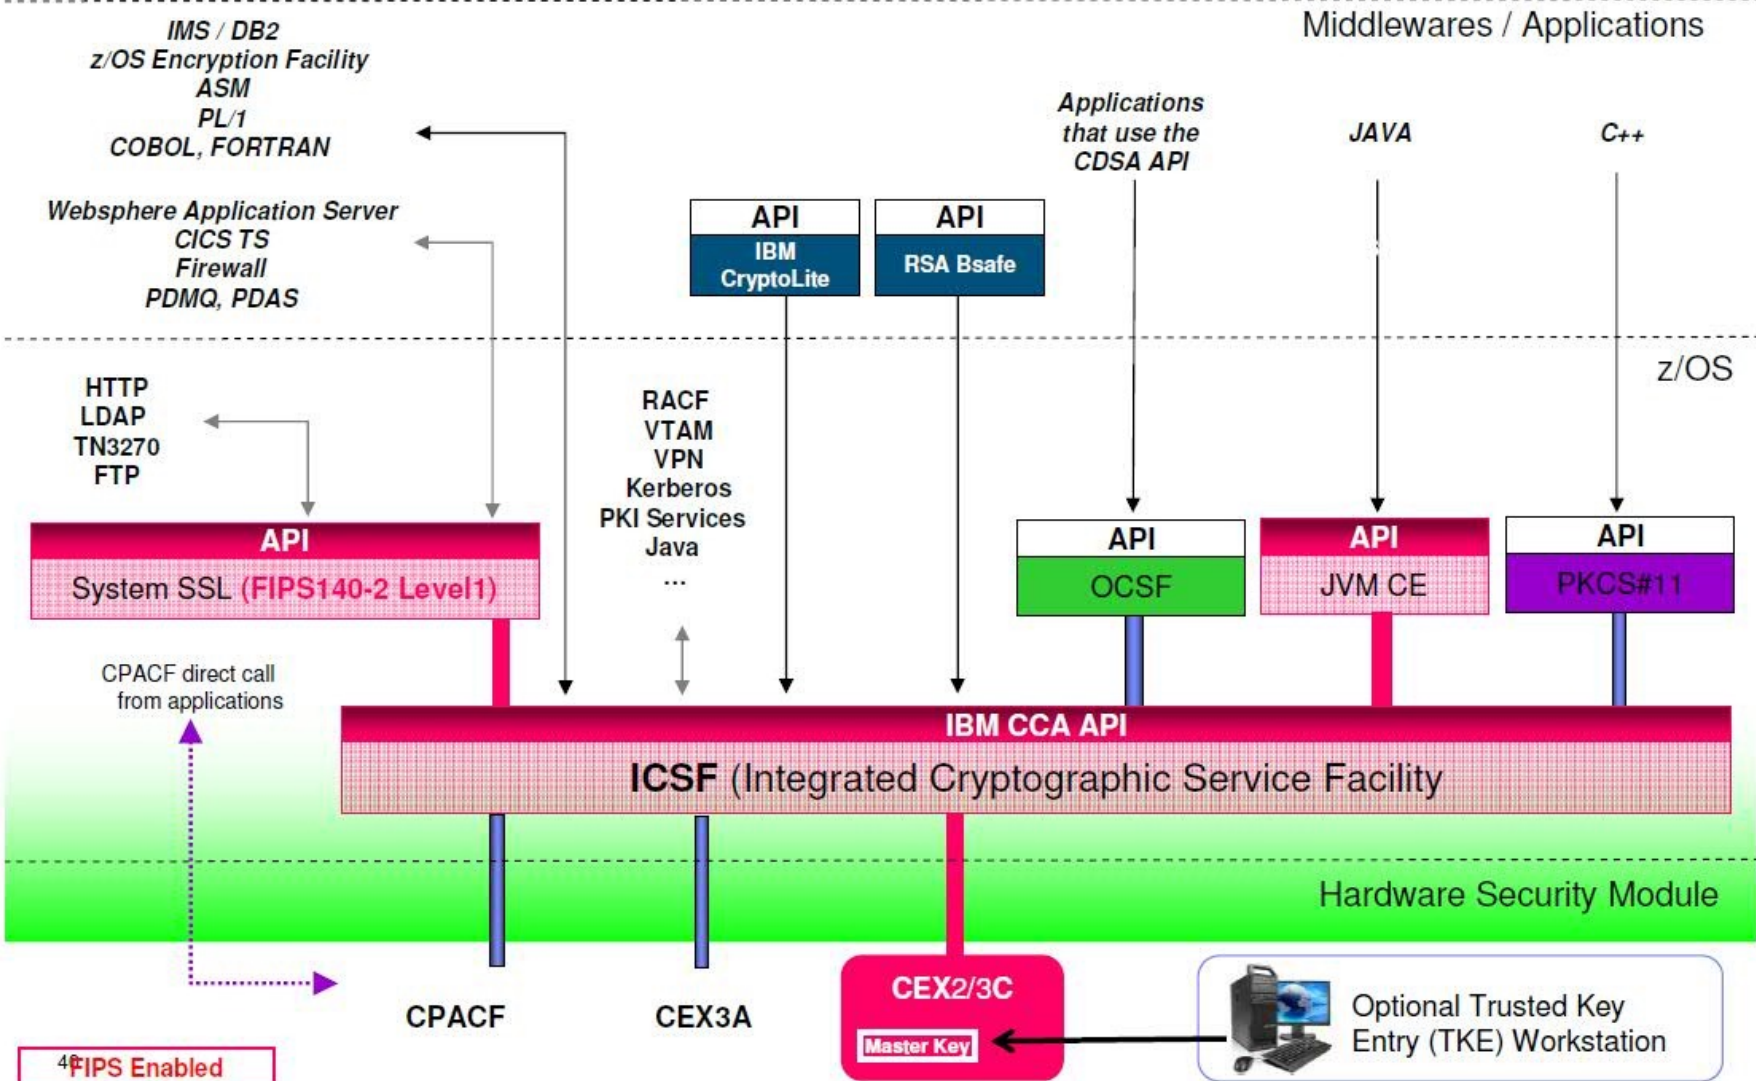 Middlewares / Applications
IMS / DB2
z/OS Encryption Facility
ASM
PL/1
COBOL, FORTRAN
Websphere Application Server
CICS TS
Firewall
PDMQ, PDAS
API
IBM
CryptoLite
API
RSA Bsafe
Applications
that use the
CDSA API
JAVA
C++
z/OS
HTTP
LDAP
TN3270
FTP
RACF
VTAM
VPN
Kerberos
PKI Services
Java
...
API
System SSL (FIPS140-2 Level1)
API
OCSF
API
JVM CE
API
PKCS#11
CPACF direct call
from applications
IBM CCA API
ICSF (Integrated Cryptographic Service Facility
Hardware Security Module
CPACF
CEX3A
CEX2/3C
Master Key
Optional Trusted Key
Entry (TKE) Workstation
FIPS Enabled